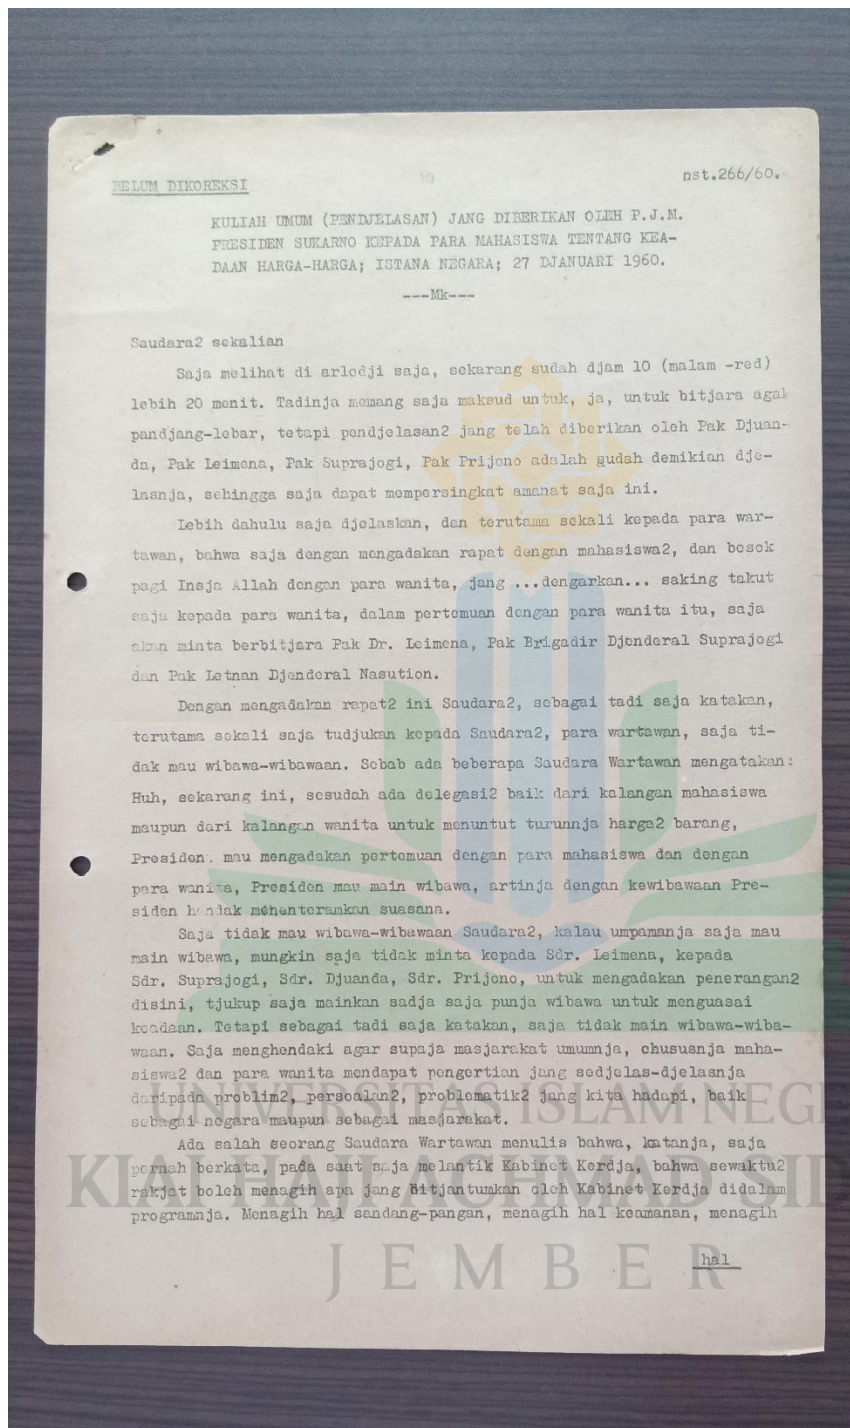 BELUM DIKOREKSI
nst.266/60.
KULIAH UMUM (PENDJELASAN) JANG DIBERIKAN OLEH P.J.M.
PRESIDEN SUKARNO KEPADA PARA MAHASISWA TENTANG KEA-
DAAN HARGA-HARGA; ISTANA NEGARA; 27 DJANUARI 1960.
---Mk---
Saudara2 sekalian
Saja melihat di arlodji saja, sekarang sudah djam 10 (malam -red)
lebih 20 menit. Tadinja memang saja maksud untuk, ja, untuk bitjara agak
pandjang-lebar, tetapi pendjelasan2 jang telah diberikan oleh Pak Djuan-
da, Pak Leimena, Pak Suprajogi, Pak Prijono adalah sudah demikian dje-
lasnja, sehingga saja dapat mempersingkat amanat saja ini.
Lebih dahulu saja djelaskan, dan terutama sekali kepada para war-
tawan, bahwa saja dengan mengadakan rapat dengan mahasiswa2, dan besok
pagi Insja Allah dengan para wanita, jang ...dengarkan... saking takut
saja kepada para wanita, dalam pertemuan dengan para wanita itu, saja
akan minta berbitjara Pak Dr. Leimena, Pak Brigadir Djenderal Suprajogi
dan Pak Letnan Djenderal Nasution.
Dengan mengadakan rapat2 ini Saudara2, sebagai tadi saja katakan,
terutama sekali saja tudjukan kepada Saudara2, para wartawan, saja ti-
dak mau wibawa-wibawaan. Sebab ada beberapa Saudara Wartawan mengatakan:
Huh, sekarang ini, sesudah ada delegasi2 baik dari kalangan mahasiswa
maupun dari kalangan wanita untuk menuntut turunnja harga2 barang,
Presiden. mau mengadakan pertemuan dengan para mahasiswa dan dengan
para wanita, Presiden mau main wibawa, artinja dengan kewibawaan Pre-
siden hendak menenteramkan suasana.
Saja tidak mau wibawa-wibawaan Saudara2, kalau umpamanja saja mau
main wibawa, mungkin saja tidak minta kepada Sdr. Leimena, kepada
Sdr. Suprajogi, Sdr. Djuanda, Sdr. Prijono, untuk mengadakan penerangan2
disini, tjukup saja mainkan sadja saja punja wibawa untuk menguasai
keadaan. Tetapi sebagai tadi saja katakan, saja tidak main wibawa-wiba-
waan. Saja menghendaki agar supaja masjarakat umumnja, chususnja maha-
siswa2 dan para wanita mendapat pengertian jang sedjelas-djelasnja
daripada problim2, persoalan2, problematik2 jang kita hadapi, baik
sebagai negara maupun sebagai masjarakat.
Ada salah seorang Saudara Wartawan menulis bahwa, katanja, saja
pernah berkata, pada saat saja melantik Kabinet Kerdja, bahwa sewaktu2
rakjat boleh menagih apa jang ditjantumkan oleh Kabinet Kerdja didalam
programnja. Menagih hal sandang-pangan, menagih hal keamanan, menagih
hal
UNIVERSITAS ISLAM NEGE
KIAI HAJI ACHMAD SID
JEMBER